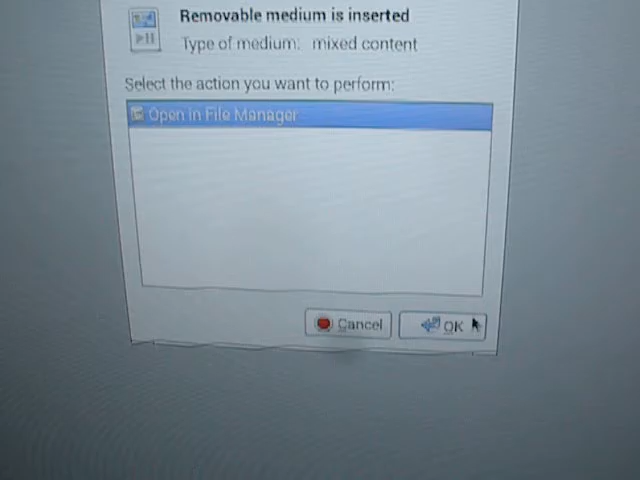 Removable medium is inserted
Type of medium: mixed content
Select the action you want to perform:
Open in File Manager
Cancel
OK